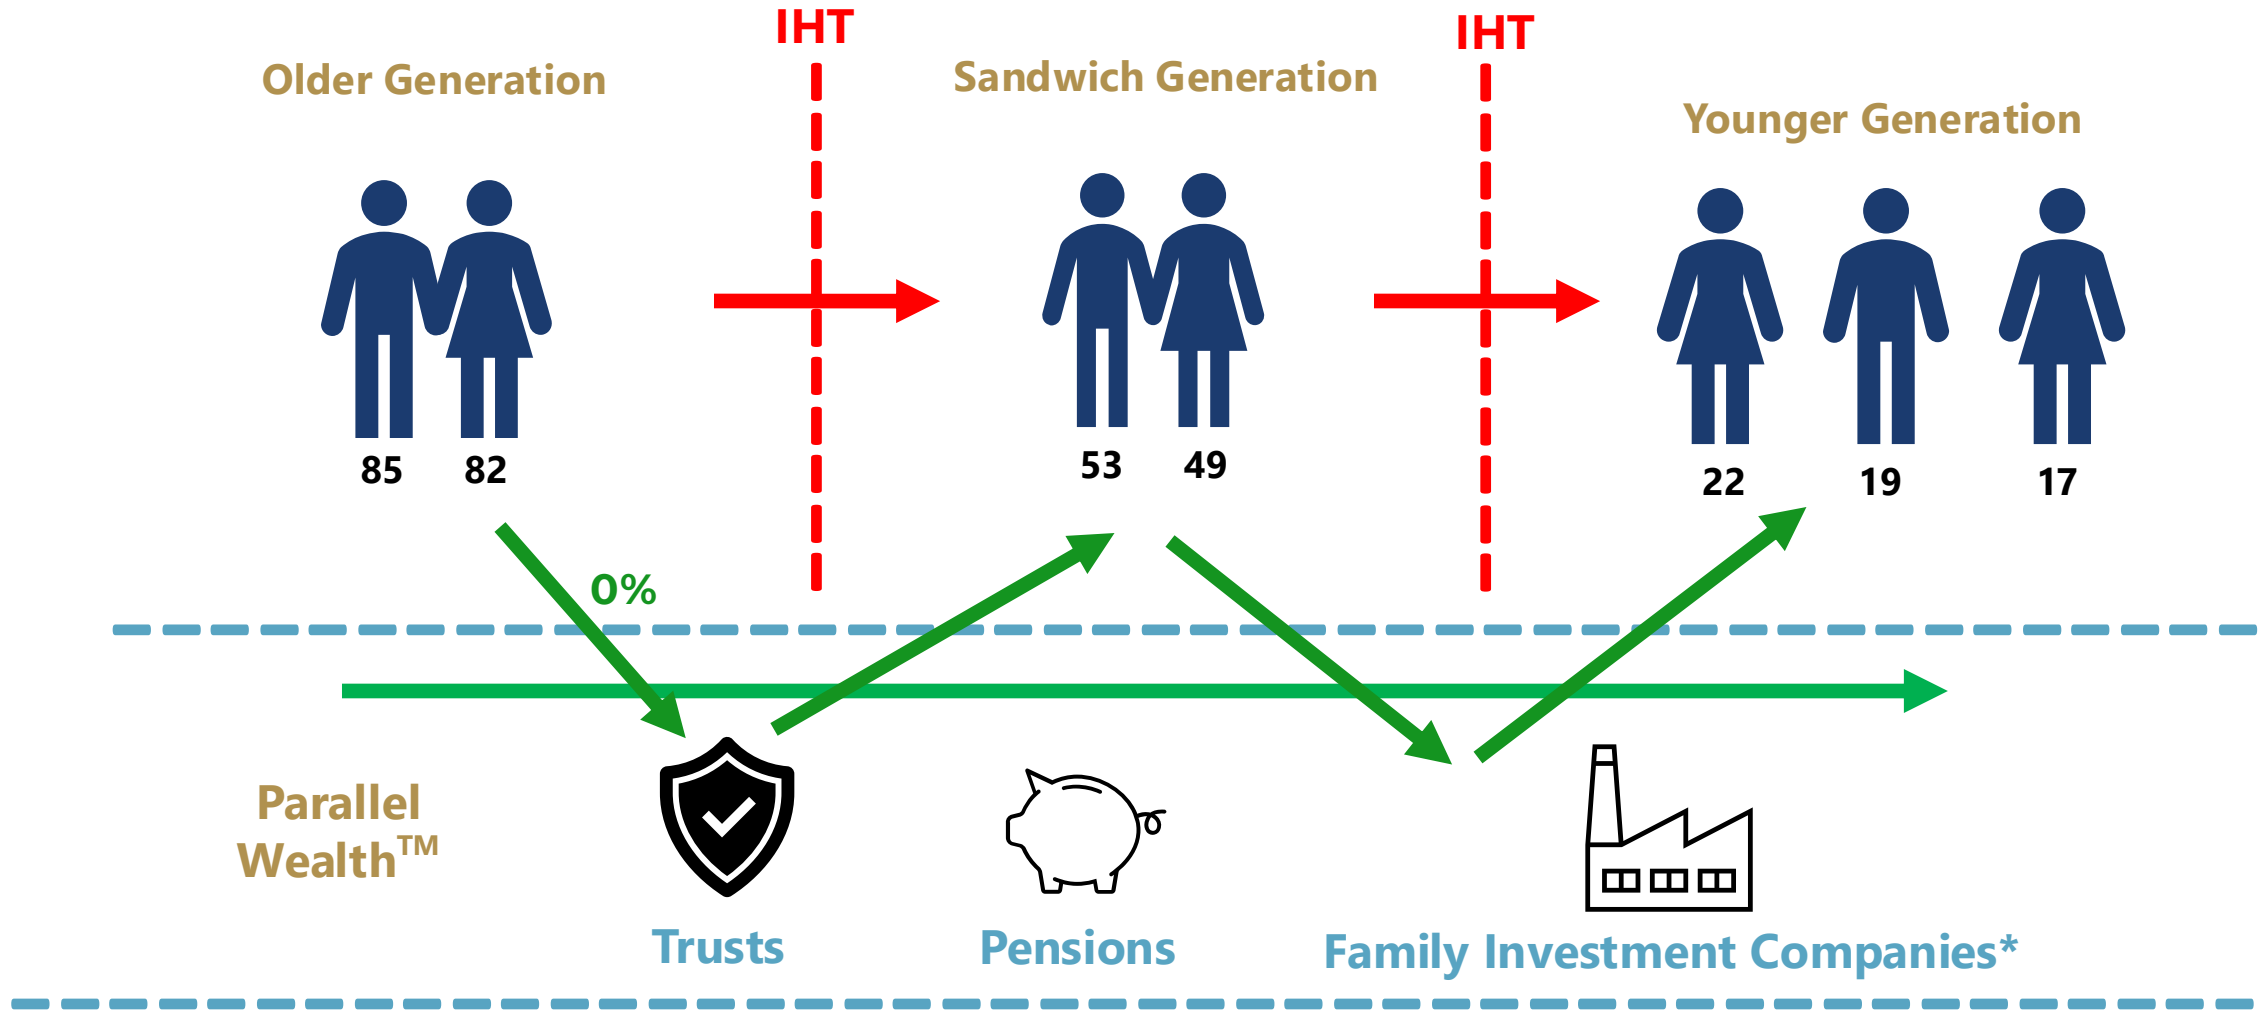 IHT
IHT
Older Generation
Sandwich Generation
Younger Generation
85
82
53
49
22
19
17
0%
Parallel
Wealth™
Trusts
Pensions
Family Investment Companies*